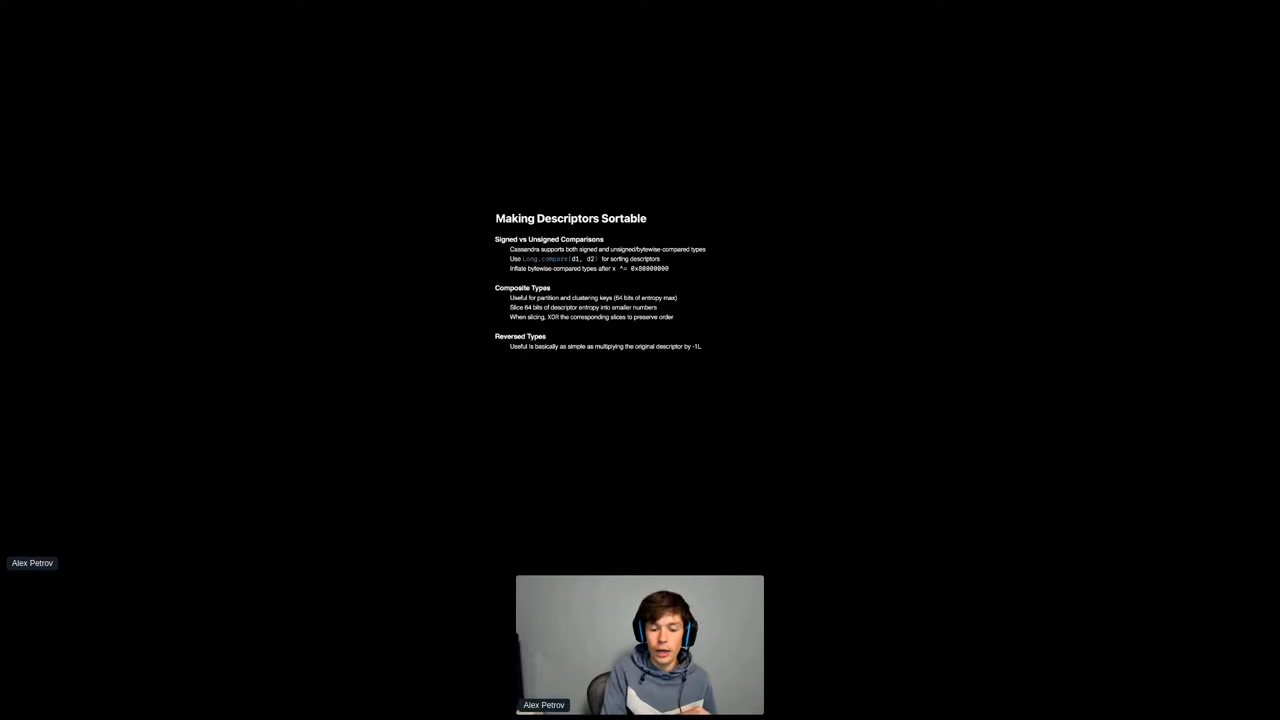 Making Descriptors Sortable
Signed vs Unsigned Comparisons
Cassandra supports both signed and unsigned/bytewise-compared types
Use Long.compare(d1, d2) for sorting descriptors
Inflate bytewise-compared types after x ^= 0x80000000
Composite Types
Useful for partition and clustering keys (64 bits of entropy max)
Slice 64 bits of descriptor entropy into smaller numbers
When slicing, XOR the corresponding slices to preserve order
Reversed Types
Useful is basically as simple as multiplying the original descriptor by -1L
Alex Petrov
Alex Petrov